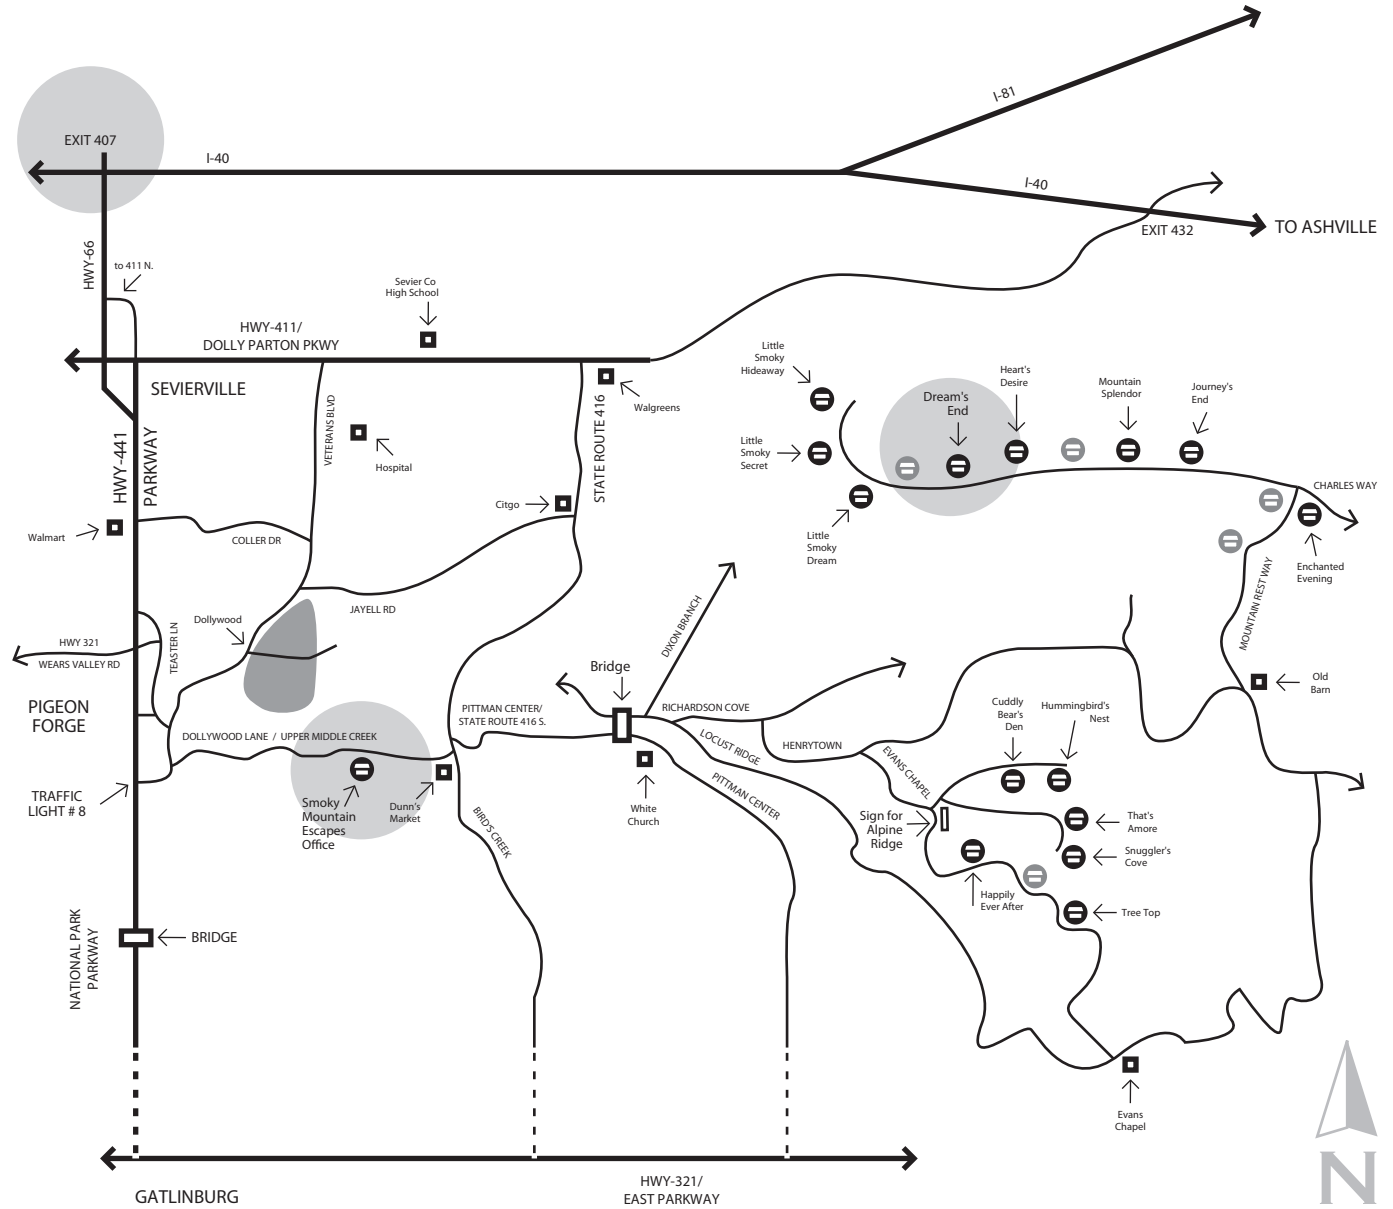 I-81
EXIT 407
I-40
I-40
EXIT 432
TO ASHVILLE
HWY-66
to 411 N.
Sevier Co
High School
HWY-411/
DOLLY PARTON PKWY
SEVIERVILLE
HWY-441
PARKWAY
VETERANS BLVD
Hospital
STATE ROUTE 416
Walgreens
Citgo
Walmart
COLLER DR
JAYELL RD
Dollywood
TEASTER LN
HWY 321
WEARS VALLEY RD
PIGEON
FORGE
DOLLYWOOD LANE / UPPER MIDDLE CREEK
TRAFFIC
LIGHT # 8
Smoky
Mountain
Escapes
Office
Dunn's
Market
BIRD'S CREEK
PITTMAN CENTER/
STATE ROUTE 416 S.
Bridge
DIXON BRANCH
RICHARDSON COVE
LOCUST RIDGE
PITTMAN CENTER
White
Church
HENRYTOWN
EVANS CHAPEL
Sign for
Alpine
Ridge
Little
Smoky
Hideaway
Little
Smoky
Secret
Little
Smoky
Dream
Dream's
End
Heart's
Desire
Mountain
Splendor
Journey's
End
CHARLES WAY
Enchanted
Evening
MOUNTAIN REST WAY
Old
Barn
Cuddly
Bear's
Den
Hummingbird's
Nest
That's
Amore
Snuggler's
Cove
Happily
Ever After
Tree Top
Evans
Chapel
NATIONAL PARK
PARKWAY
BRIDGE
GATLINBURG
HWY-321/
EAST PARKWAY
N